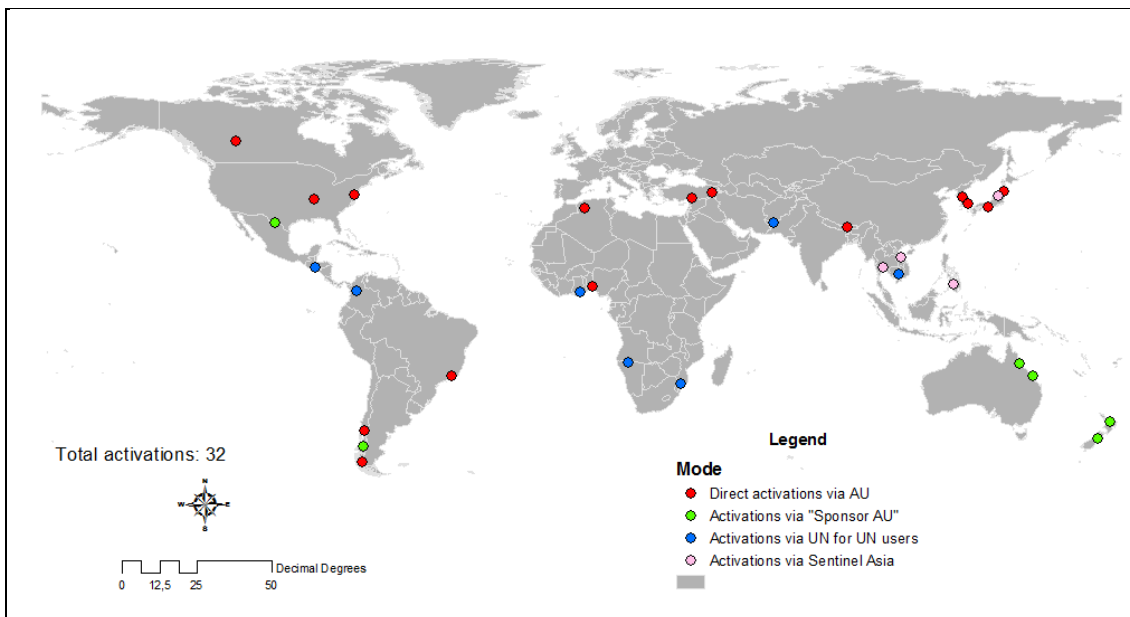 Total activations: 32
N
W E
S
Decimal Degrees
0 12,5 25 50
Legend
Mode
Direct activations via AU
Activations via "Sponsor AU"
Activations via UN for UN users
Activations via Sentinel Asia